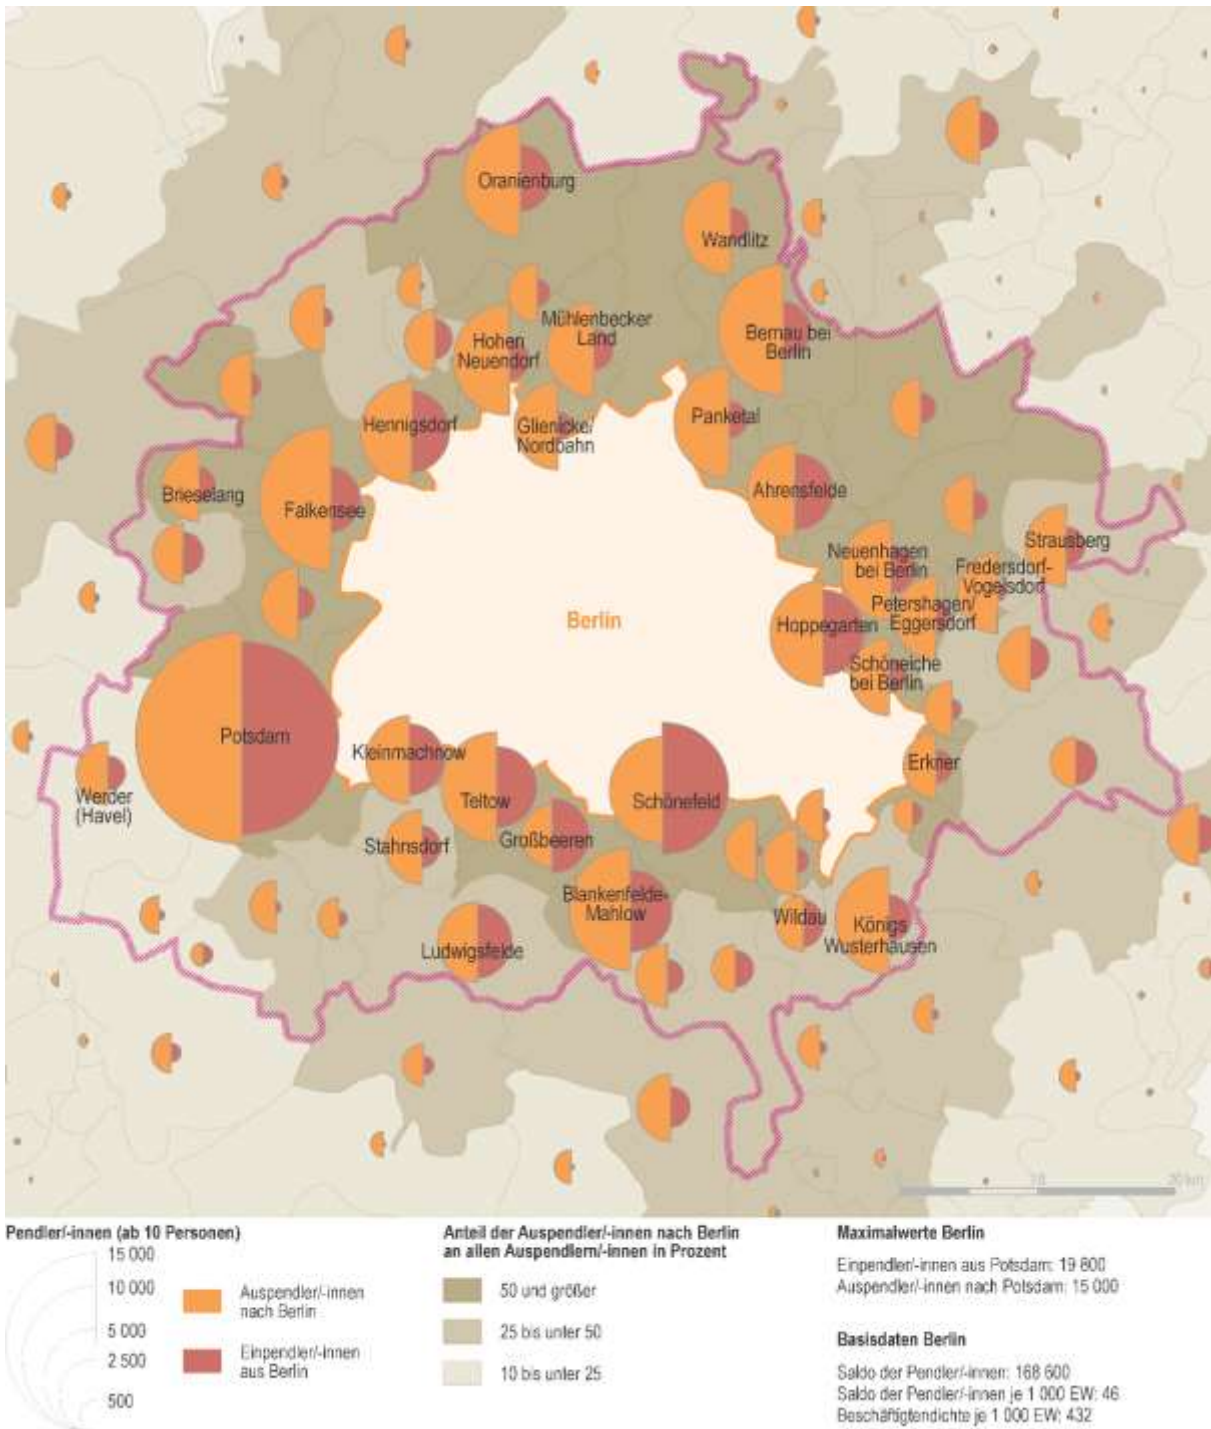 Oranienburg
Wandlitz
Mühlenbecker
Land
Hohen
Neuendorf
Bernau bei
Berlin
Hennigsdorf
Glienicke/
Nordbahn
Panketal
Brieselang
Falkensee
Ahrensfelde
Strausberg
Neuenhagen
bei Berlin
Fredersdorf-
Vogelsdorf
Petershagen/
Eggersdorf
Berlin
Hoppegarten
Schöneiche
bei Berlin
Potsdam
Kleinmachnow
Erkner
Werder
(Havel)
Teltow
Schönefeld
Stahnsdorf
Großbeeren
Blankenfelde-
Mahlow
Wildau
Königs
Wusterhausen
Ludwigsfelde
10
20 km
Pendler/-innen (ab 10 Personen)
15 000
10 000
5 000
2 500
500
Auspendler/-innen
nach Berlin
Einpendler/-innen
aus Berlin
Anteil der Auspendler/-innen nach Berlin
an allen Auspendlern/-innen in Prozent
50 und größer
25 bis unter 50
10 bis unter 25
Maximalwerte Berlin
Einpendler/-innen aus Potsdam: 19 800
Auspendler/-innen nach Potsdam: 15 000
Basisdaten Berlin
Saldo der Pendler/-innen: 168 600
Saldo der Pendler/-innen je 1 000 EW: 46
Beschäftigtendichte je 1 000 EW: 432